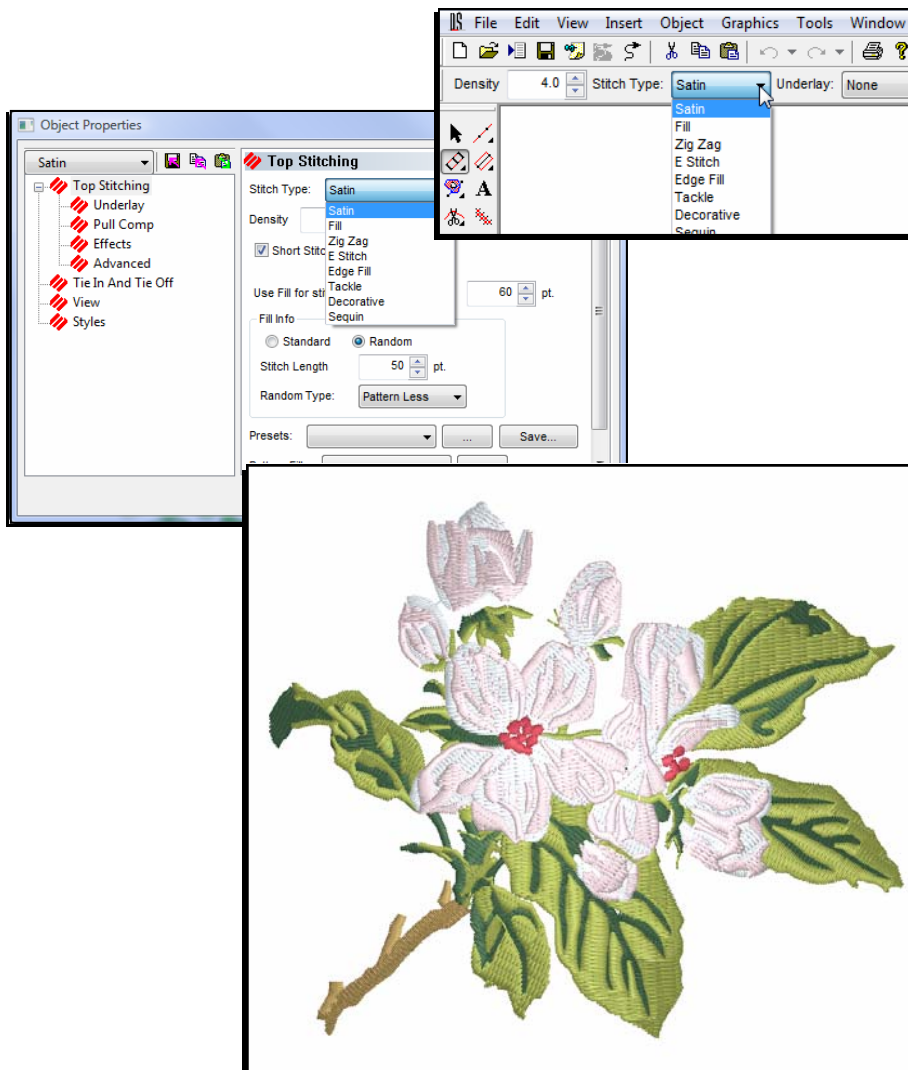 File Edit View Insert Object Graphics Tools Window
Density 4.0 Stitch Type: Satin Underlay: None
Satin
Fill
Zig Zag
E Stitch
Edge Fill
Tackle
Decorative
Sequin
A
Object Properties
Satin
Top Stitching
Underlay
Pull Comp
Effects
Advanced
Tie In And Tie Off
View
Styles
Top Stitching
Stitch Type: Satin
Satin
Fill
Zig Zag
E Stitch
Edge Fill
Tackle
Decorative
Sequin
Density
Short Stitc
Use Fill for sti 60 pt.
Fill Info
Standard Random
Stitch Length 50 pt.
Random Type: Pattern Less
Presets: ... Save...